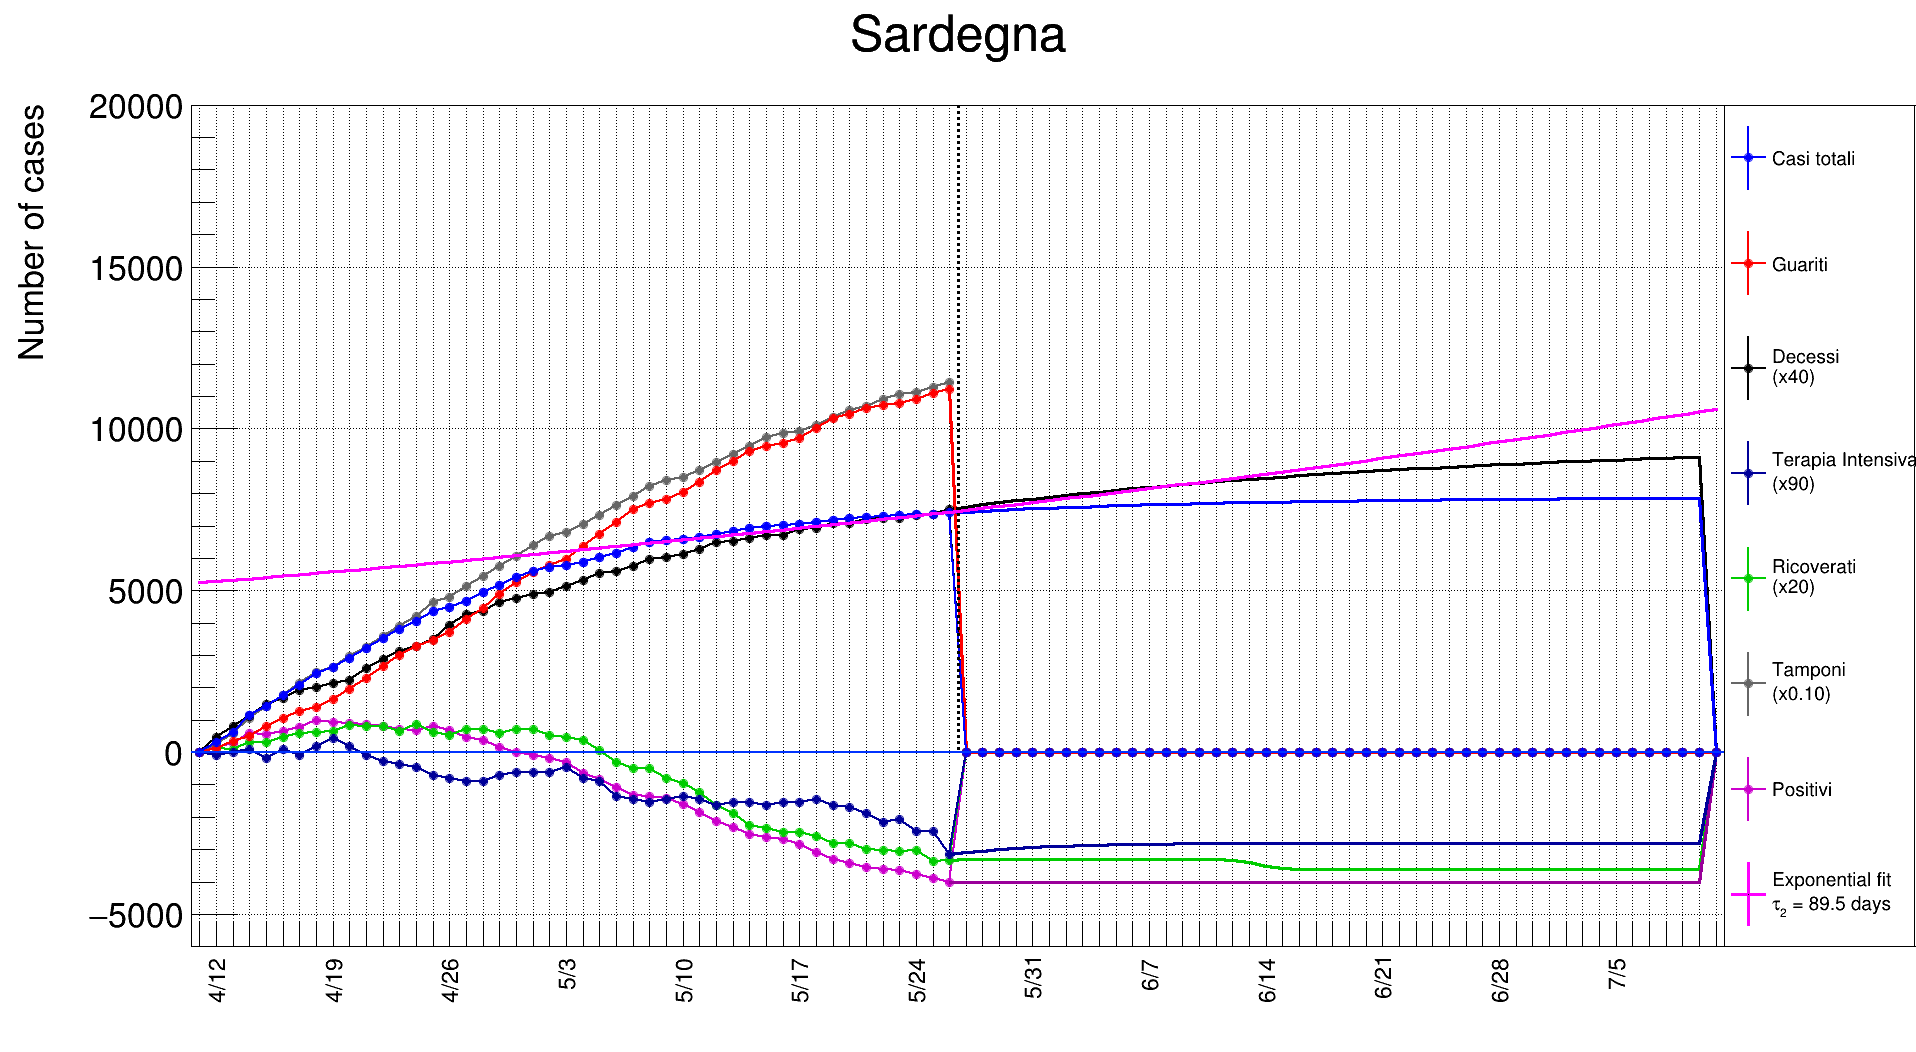 Sardegna
Number of cases
20000
15000
10000
5000
0
−5000
4/12
4/19
4/26
5/3
5/10
5/17
5/24
5/31
6/7
6/14
6/21
6/28
7/5
Casi totali
Guariti
Decessi
(x40)
Terapia Intensiva
(x90)
Ricoverati
(x20)
Tamponi
(x0.10)
Positivi
Exponential fit
τ2 = 89.5 days